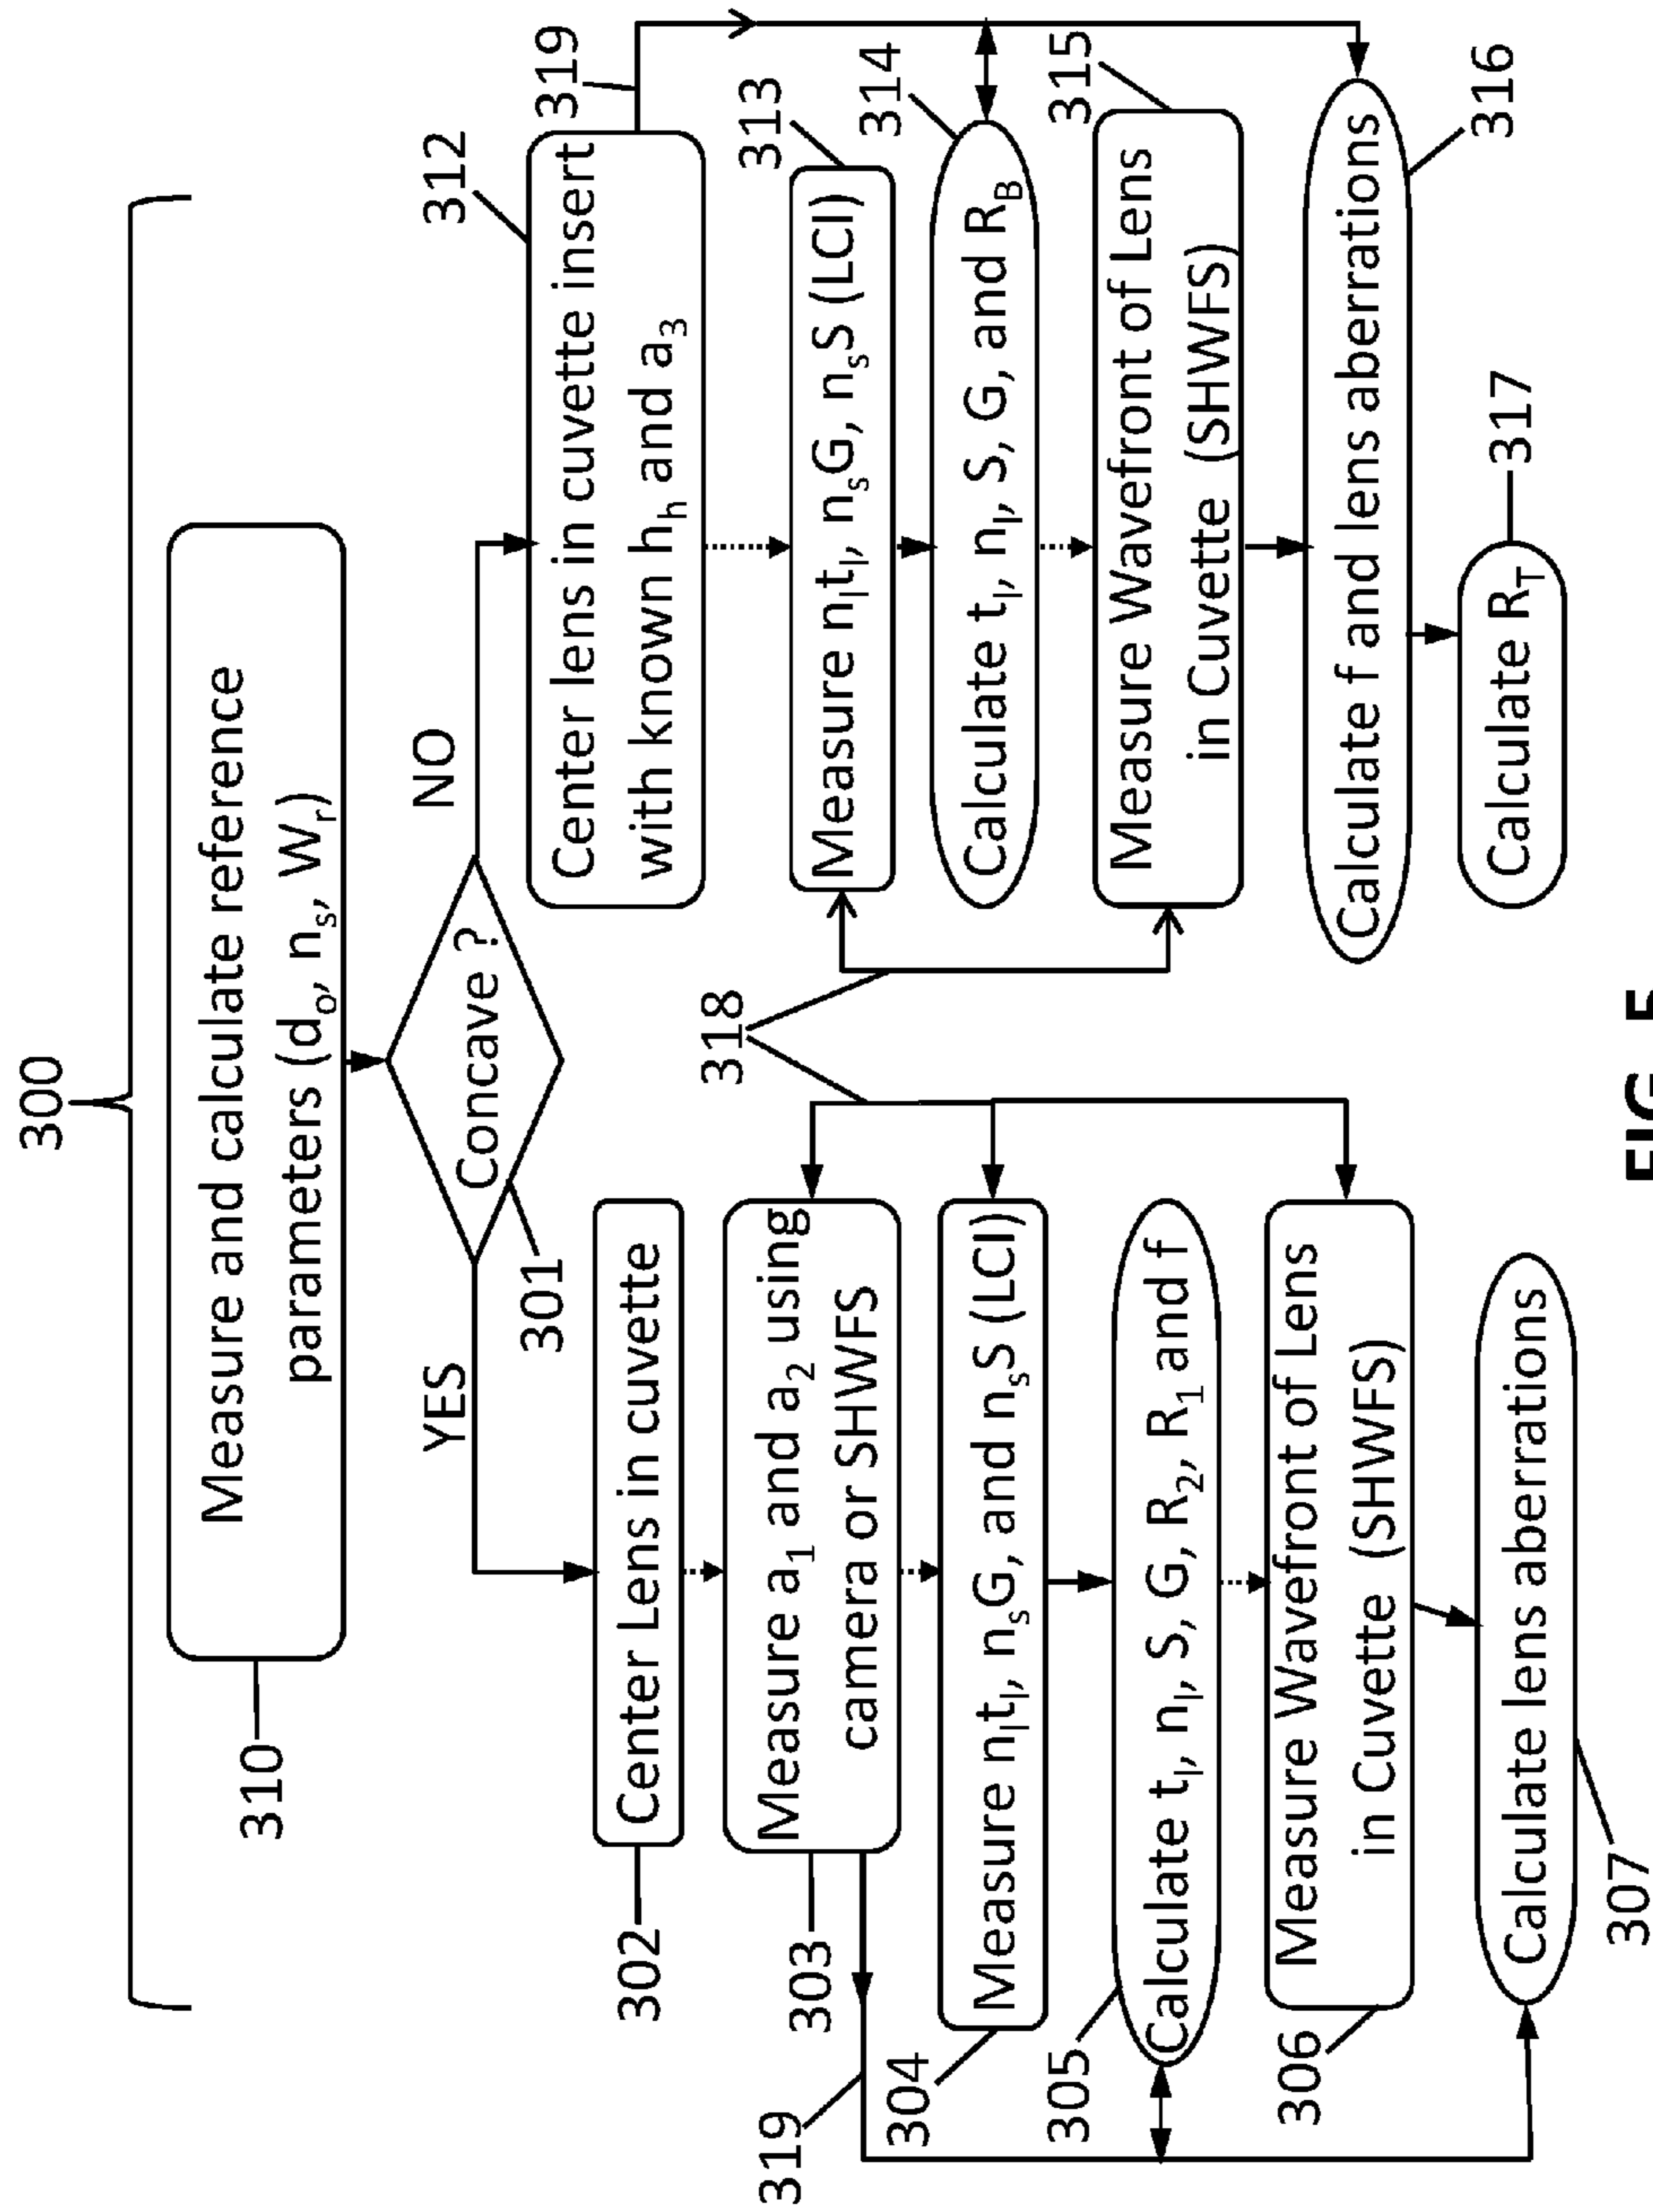 300
Measure and calculate reference
parameters (dₒ, nₛ, Wᵣ)
310
Concave ?
301
YES
NO
Center Lens in cuvette
302
Measure a₁ and a₂ using
camera or SHWFS
303
Measure nₗtₗ, nₛG, and nₛS (LCI)
304
Calculate tₗ, nₗ, S, G, R₂, R₁ and f
305
Measure Wavefront of Lens
in Cuvette (SHWFS)
306
Calculate lens aberrations
307
319
318
312
319
Center lens in cuvette insert
with known hₕ and a₃
313
Measure nₗtₗ, nₛG, nₛS (LCI)
314
Calculate tₗ, nₗ, S, G, and R_B
315
Measure Wavefront of Lens
in Cuvette (SHWFS)
Calculate f and lens aberrations
316
Calculate R_T
317
FIG. 5